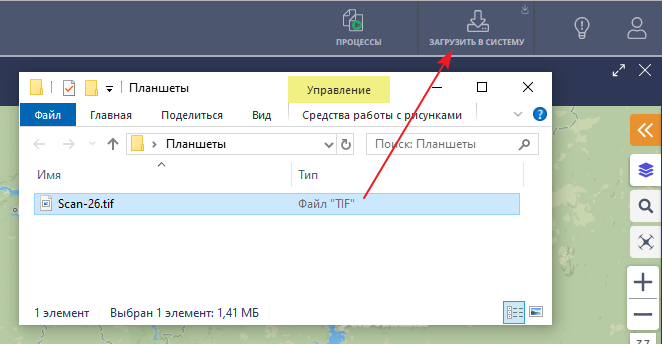 ПРОЦЕССЫ
ЗАГРУЗИТЬ В СИСТЕМУ
Планшеты
Управление
Файл
Главная
Поделиться
Вид
Средства работы с рисунками
Планшеты
Поиск: Планшеты
Имя
Тип
Scan-26.tif
Файл "TIF"
1 элемент
Выбран 1 элемент: 1,41 МБ